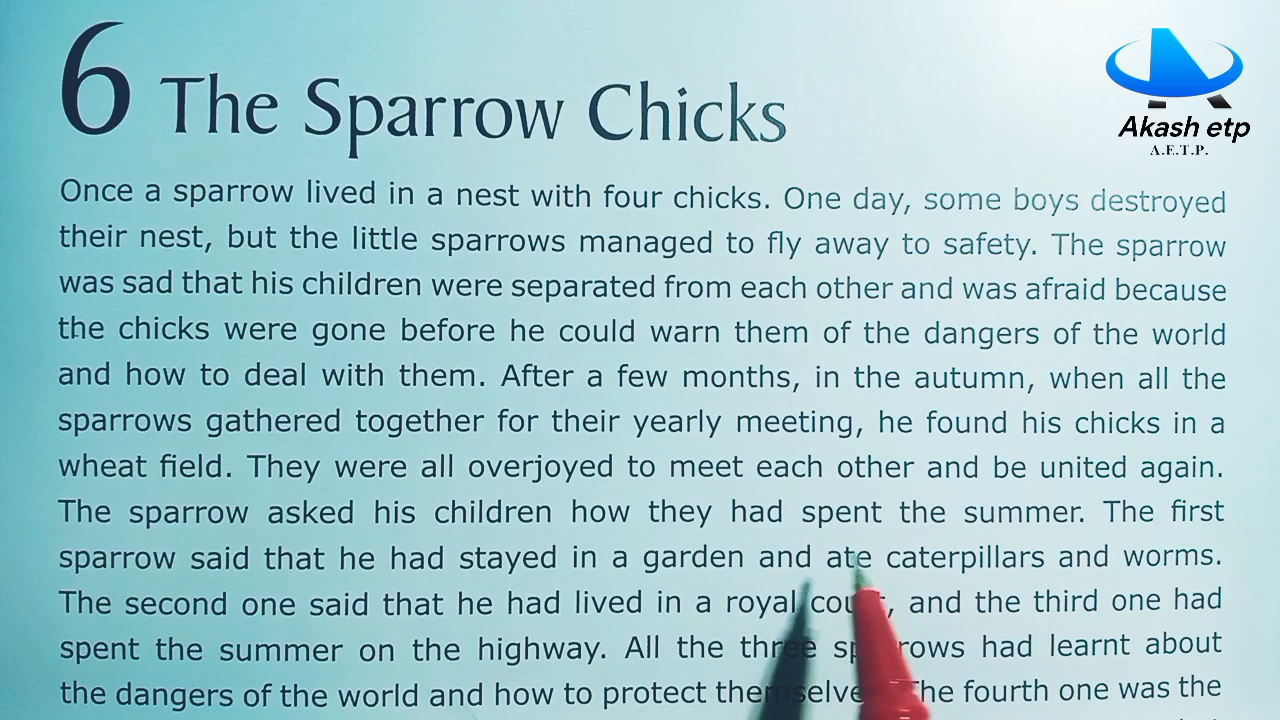 6 The Sparrow Chicks
Akash etp
A.E.T.P.
Once a sparrow lived in a nest with four chicks. One day, some boys destroyed
their nest, but the little sparrows managed to fly away to safety. The sparrow
was sad that his children were separated from each other and was afraid because
the chicks were gone before he could warn them of the dangers of the world
and how to deal with them. After a few months, in the autumn, when all the
sparrows gathered together for their yearly meeting, he found his chicks in a
wheat field. They were all overjoyed to meet each other and be united again.
The sparrow asked his children how they had spent the summer. The first
sparrow said that he had stayed in a garden and ate caterpillars and worms.
The second one said that he had lived in a royal court, and the third one had
spent the summer on the highway. All the three sparrows had learnt about
the dangers of the world and how to protect themselves. The fourth one was the